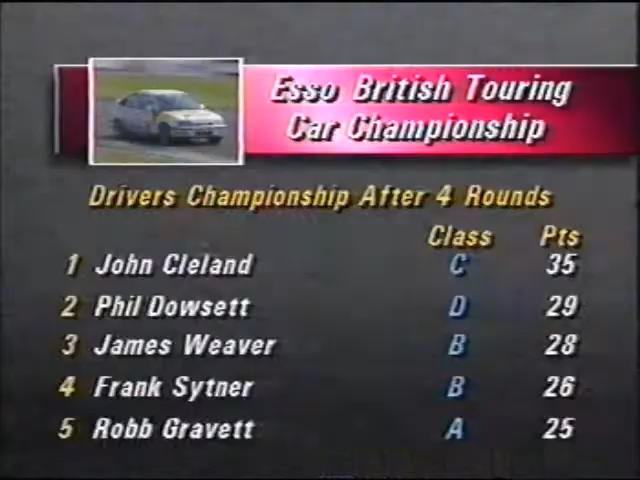 Esso British Touring
Car Championship
Drivers Championship After 4 Rounds
Class Pts
1 John Cleland C 35
2 Phil Dowsett D 29
3 James Weaver B 28
4 Frank Sytner B 26
5 Robb Gravett A 25